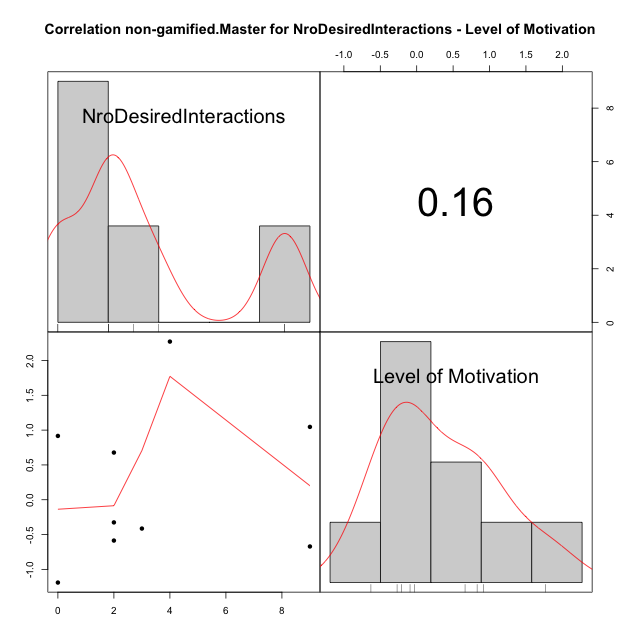 Correlation non-gamified.Master for NroDesiredInteractions - Level of Motivation
-1.0 -0.5 0.0 0.5 1.0 1.5 2.0
NroDesiredInteractions
0.16
8
6
4
2
0
Level of Motivation
2.0
1.5
1.0
0.5
0.0
-0.5
-1.0
0 2 4 6 8